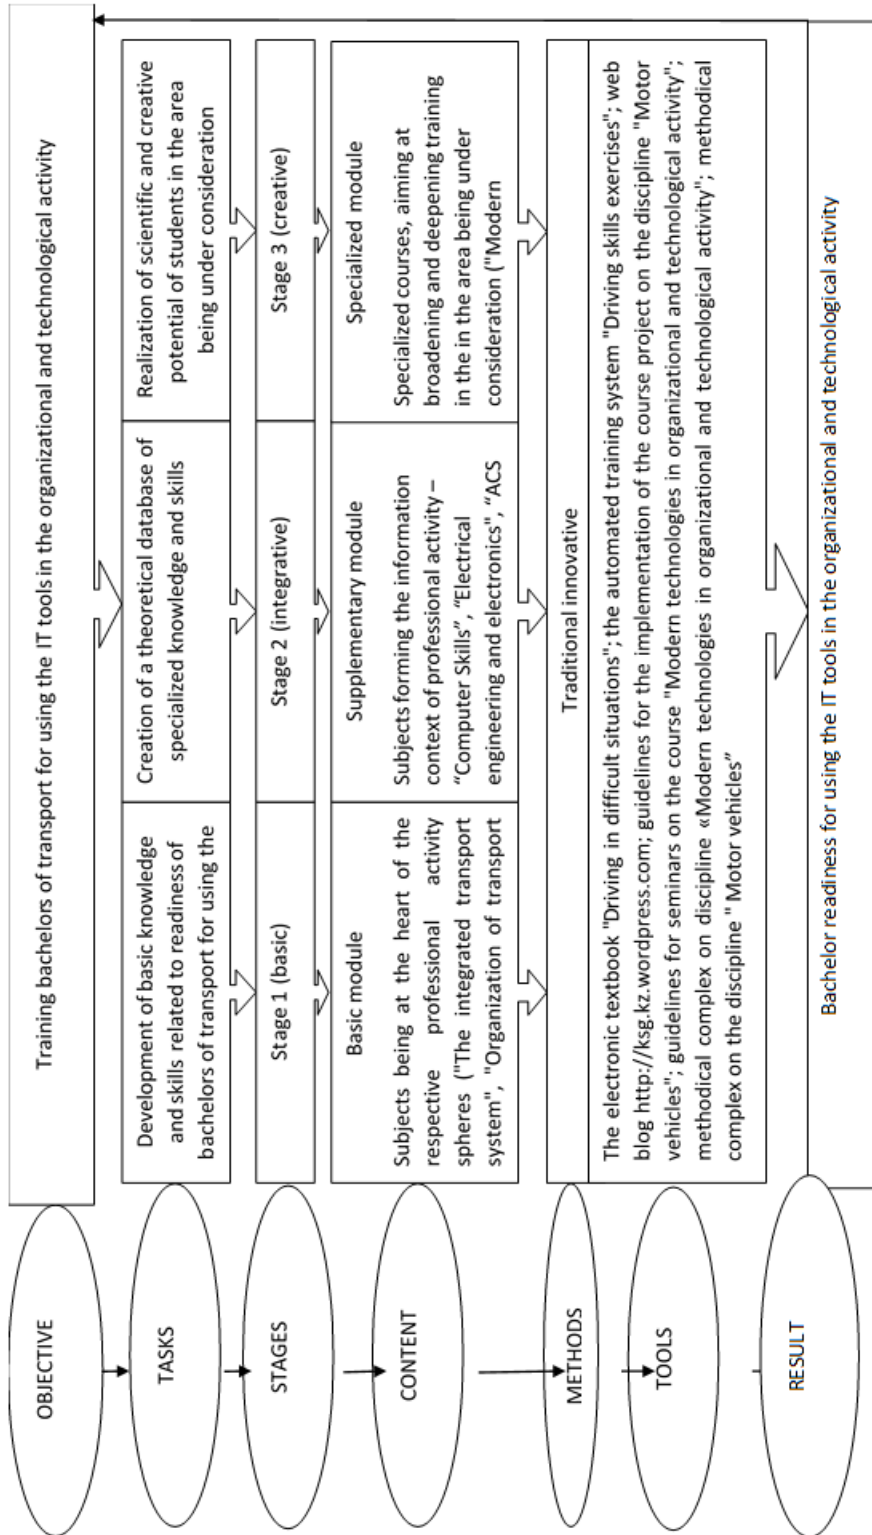 OBJECTIVE
Training bachelors of transport for using the IT tools in the organizational and technological activity
TASKS
Development of basic knowledge
and skills related to readiness of
bachelors of transport for using the
Creation of a theoretical database of
specialized knowledge and skills
Realization of scientific and creative
potential of students in the area
being under consideration
STAGES
Stage 1 (basic)
Stage 2 (integrative)
Stage 3 (creative)
CONTENT
Basic module
Subjects being at the heart of the
respective professional activity
spheres ("The integrated transport
system", "Organization of transport
Supplementary module
Subjects forming the information
context of professional activity –
“Computer Skills”, “Electrical
engineering and electronics", “ACS
Specialized module
Specialized courses, aiming at
broadening and deepening training
in the in the area being under
consideration ("Modern
METHODS
Traditional innovative
TOOLS
The electronic textbook "Driving in difficult situations"; the automated training system "Driving skills exercises"; web
blog http://ksg.kz.wordpress.com; guidelines for the implementation of the course project on the discipline "Motor
vehicles"; guidelines for seminars on the course "Modern technologies in organizational and technological activity";
methodical complex on discipline «Modern technologies in organizational and technological activity"; methodical
complex on the discipline " Motor vehicles”
RESULT
Bachelor readiness for using the IT tools in the organizational and technological activity